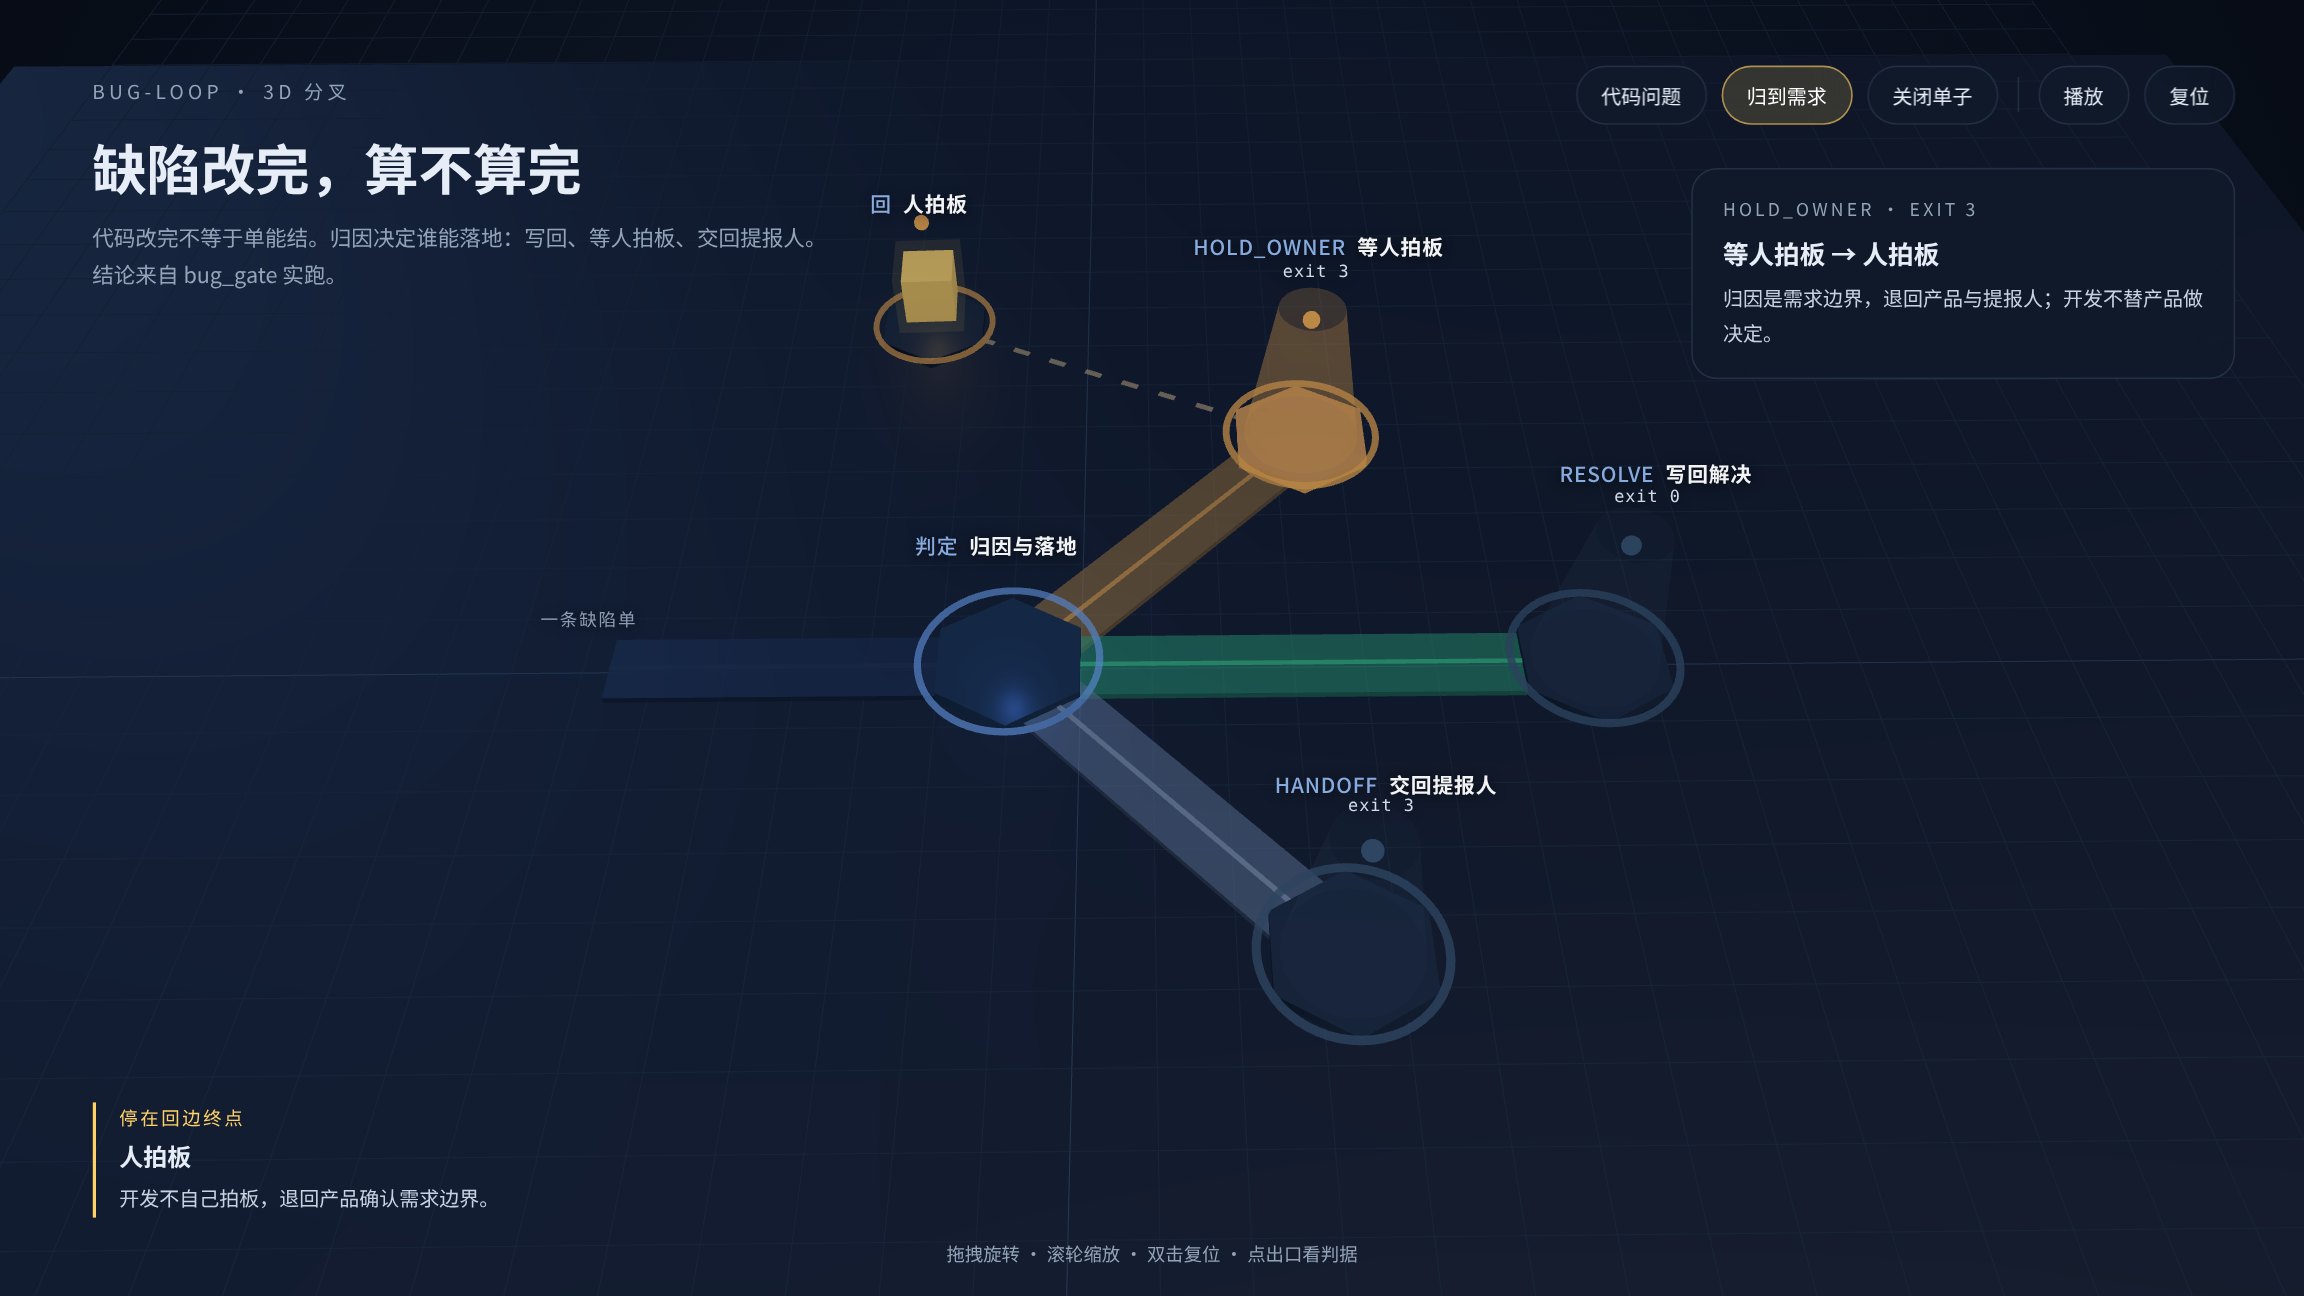 BUG-LOOP · 3D 分叉
缺陷改完，算不算完
代码改完不等于单能结。归因决定谁能落地：写回、等人拍板、交回提报人。
结论来自 bug_gate 实跑。
代码问题
归到需求
关闭单子
播放
复位
HOLD_OWNER · EXIT 3
等人拍板 → 人拍板
归因是需求边界，退回产品与提报人；开发不替产品做
决定。
回 人拍板
HOLD_OWNER 等人拍板
exit 3
RESOLVE 写回解决
exit 0
判定 归因与落地
一条缺陷单
HANDOFF 交回提报人
exit 3
停在回边终点
人拍板
开发不自己拍板，退回产品确认需求边界。
拖拽旋转 · 滚轮缩放 · 双击复位 · 点出口看判据